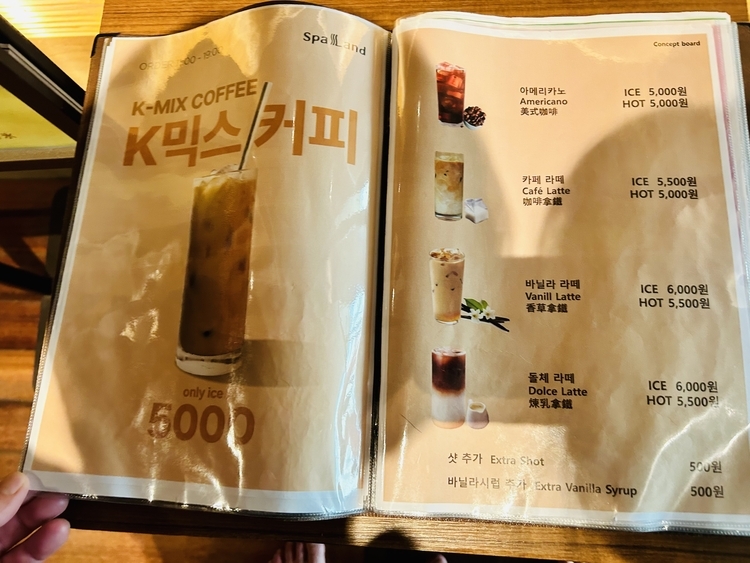 Spa Land
K-MIX COFFEE
K믹스 커피
only ice
5000
Concept board
아메리카노
Americano
美式咖啡
ICE 5,000원
HOT 5,000원
카페 라떼
Café Latte
咖啡拿鐵
ICE 5,500원
HOT 5,000원
바닐라 라떼
Vanill Latte
香草拿鐵
ICE 6,000원
HOT 5,500원
돌체 라떼
Dolce Latte
煉乳拿鐵
ICE 6,000원
HOT 5,500원
샷 추가 Extra Shot 500원
바닐라시럽 추가 Extra Vanilla Syrup 500원